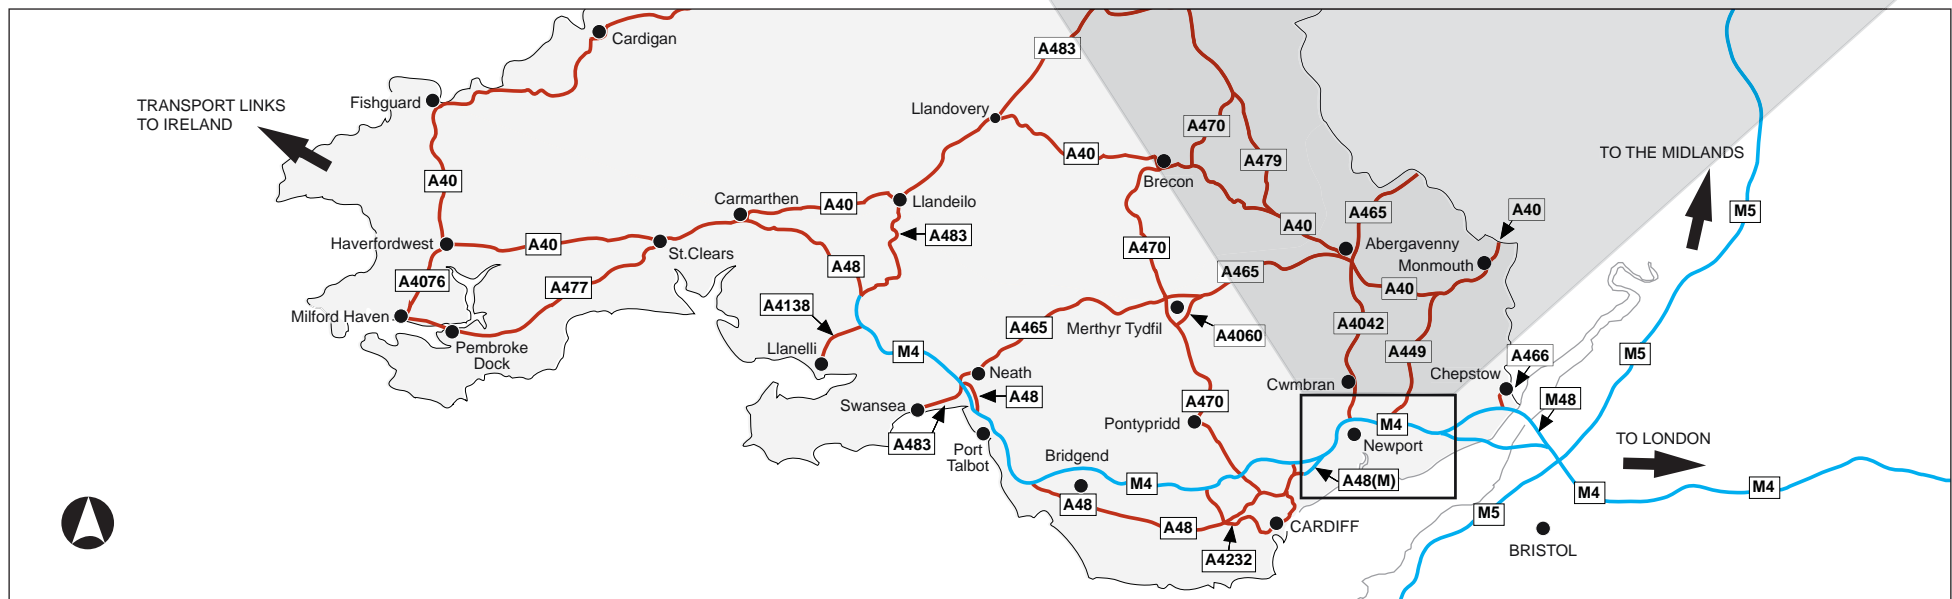 Cardigan
A483
TRANSPORT LINKS
TO IRELAND
Fishguard
Llandovery
A470
A40
A479
TO THE MIDLANDS
A40
Brecon
Carmarthen
A40
Llandeilo
A465
A40
M5
A40
Haverfordwest
A40
St.Clears
A483
A470
Abergavenny
Monmouth
A4076
A477
A48
A465
A40
Milford Haven
A4138
A465
Merthyr Tydfil
A4060
A4042
Pembroke
Dock
Llanelli
M4
A449
A466
M5
Neath
Cwmbran
Chepstow
Swansea
A48
A470
M48
A483
Port
Talbot
Pontypridd
M4
Newport
TO LONDON
Bridgend
M4
A48(M)
M4
M4
A48
A48
CARDIFF
M5
A4232
BRISTOL